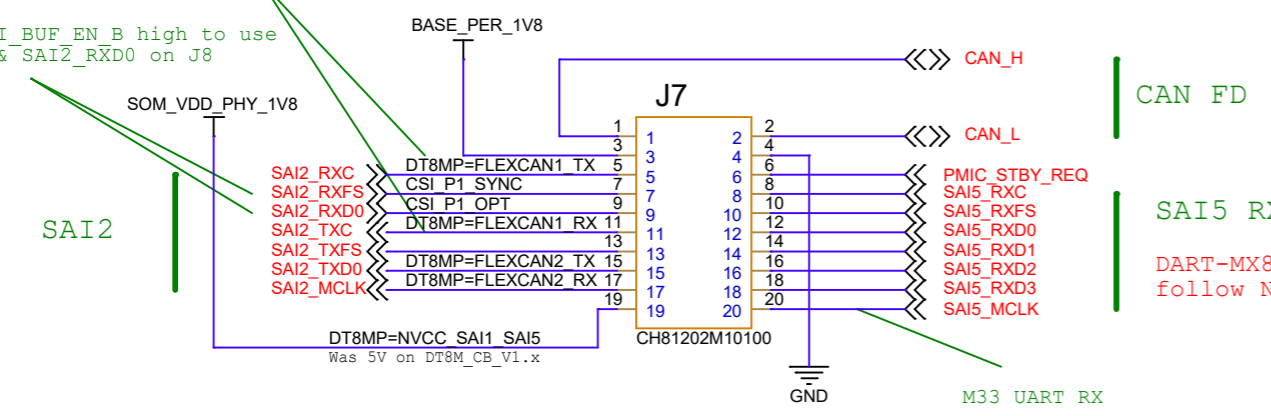 BASE_PER_1V8
I_BUF_EN_B high to use
& SAI2_RXD0 on J8
CAN_H
CAN FD
J7
SOM_VDD_PHY_1V8
1 1 2 2
CAN_L
3 3 4 4
SAI2_RXC DT8MP=FLEXCAN1_TX 5 5 6 6 PMIC_STBY_REQ
SAI2_RXFS CSI_P1_SYNC 7 7 8 8 SAI5_RXC
SAI2_RXD0 CSI_P1_OPT 9 9 10 10 SAI5_RXFS
SAI2_TXC DT8MP=FLEXCAN1_RX 11 11 12 12 SAI5_RXD0
SAI2_TXFS 13 13 14 14 SAI5_RXD1
SAI2_TXD0 DT8MP=FLEXCAN2_TX 15 15 16 16 SAI5_RXD2
SAI2_MCLK DT8MP=FLEXCAN2_RX 17 17 18 18 SAI5_RXD3
19 19 20 20 SAI5_MCLK
SAI2
SAI5 RX
DART-MX8
follow N
DT8MP=NVCC_SAI1_SAI5
Was 5V on DT8M_CB_V1.x
CH81202M10100
GND
M33 UART RX